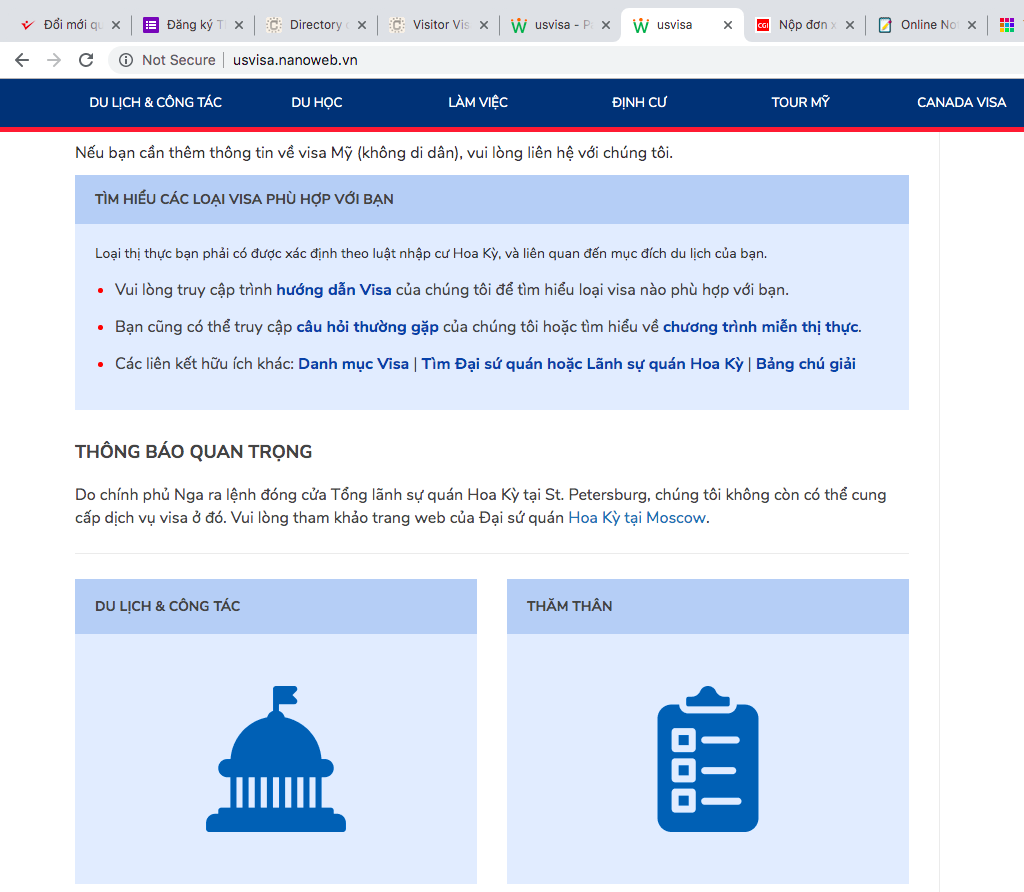 Đổi mới qu
Đăng ký T
Directory
Visitor Vis
usvisa - P
usvisa
CGI
Nộp đơn x
Online No
Not Secure
usvisa.nanoweb.vn
DU LỊCH & CÔNG TÁC
DU HỌC
LÀM VIỆC
ĐỊNH CƯ
TOUR MỸ
CANADA VISA
Nếu bạn cần thêm thông tin về visa Mỹ (không di dân), vui lòng liên hệ với chúng tôi.
TÌM HIỂU CÁC LOẠI VISA PHÙ HỢP VỚI BẠN
Loại thị thực bạn phải có được xác định theo luật nhập cư Hoa Kỳ, và liên quan đến mục đích du lịch của bạn.
Vui lòng truy cập trình hướng dẫn Visa của chúng tôi để tìm hiểu loại visa nào phù hợp với bạn.
Bạn cũng có thể truy cập câu hỏi thường gặp của chúng tôi hoặc tìm hiểu về chương trình miễn thị thực.
Các liên kết hữu ích khác: Danh mục Visa | Tìm Đại sứ quán hoặc Lãnh sự quán Hoa Kỳ | Bảng chú giải
THÔNG BÁO QUAN TRỌNG
Do chính phủ Nga ra lệnh đóng cửa Tổng lãnh sự quán Hoa Kỳ tại St. Petersburg, chúng tôi không còn có thể cung
cấp dịch vụ visa ở đó. Vui lòng tham khảo trang web của Đại sứ quán Hoa Kỳ tại Moscow.
DU LỊCH & CÔNG TÁC
THĂM THÂN